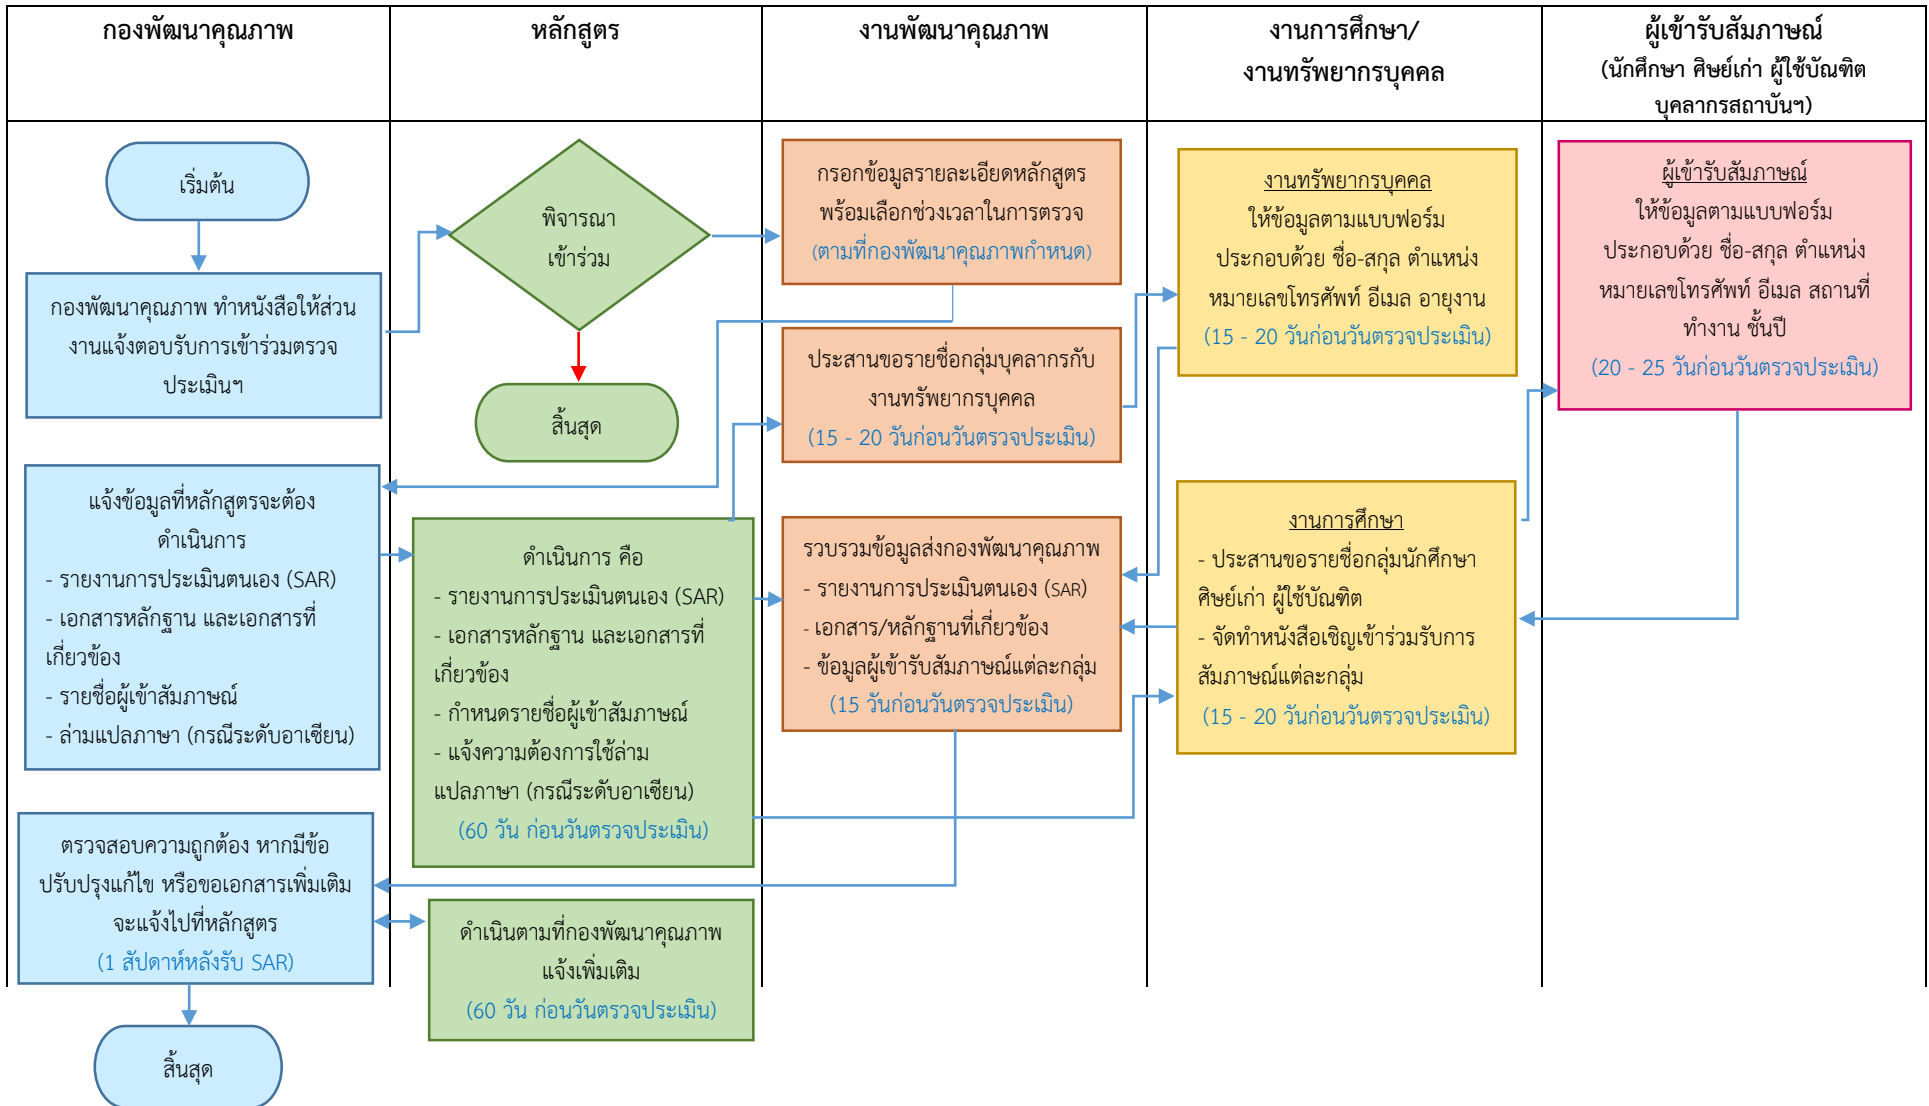 กองพัฒนาคุณภาพ
หลักสูตร
งานพัฒนาคุณภาพ
งานการศึกษา/
งานทรัพยากรบุคคล
ผู้เข้ารับสัมภาษณ์
(นักศึกษา ศิษย์เก่า ผู้ใช้บัณฑิต
บุคลากรสถาบันฯ)
เริ่มต้น
กองพัฒนาคุณภาพ ทำหนังสือให้ส่วน
งานแจ้งตอบรับการเข้าร่วมตรวจ
ประเมินฯ
แจ้งข้อมูลที่หลักสูตรจะต้อง
ดำเนินการ
- รายงานการประเมินตนเอง (SAR)
- เอกสารหลักฐาน และเอกสารที่
เกี่ยวข้อง
- รายชื่อผู้เข้าสัมภาษณ์
- ล่ามแปลภาษา (กรณีระดับอาเซียน)
ตรวจสอบความถูกต้อง หากมีข้อ
ปรับปรุงแก้ไข หรือขอเอกสารเพิ่มเติม
จะแจ้งไปที่หลักสูตร
(1 สัปดาห์หลังรับ SAR)
สิ้นสุด
พิจารณา
เข้าร่วม
สิ้นสุด
ดำเนินการ คือ
- รายงานการประเมินตนเอง (SAR)
- เอกสารหลักฐาน และเอกสารที่
เกี่ยวข้อง
- กำหนดรายชื่อผู้เข้าสัมภาษณ์
- แจ้งความต้องการใช้ล่าม
แปลภาษา (กรณีระดับอาเซียน)
(60 วัน ก่อนวันตรวจประเมิน)
ดำเนินตามที่กองพัฒนาคุณภาพ
แจ้งเพิ่มเติม
(60 วัน ก่อนวันตรวจประเมิน)
กรอกข้อมูลรายละเอียดหลักสูตร
พร้อมเลือกช่วงเวลาในการตรวจ
(ตามที่กองพัฒนาคุณภาพกำหนด)
ประสานขอรายชื่อกลุ่มบุคลากรกับ
งานทรัพยากรบุคคล
(15 - 20 วันก่อนวันตรวจประเมิน)
รวบรวมข้อมูลส่งกองพัฒนาคุณภาพ
- รายงานการประเมินตนเอง (SAR)
- เอกสาร/หลักฐานที่เกี่ยวข้อง
- ข้อมูลผู้เข้ารับสัมภาษณ์แต่ละกลุ่ม
(15 วันก่อนวันตรวจประเมิน)
งานทรัพยากรบุคคล
ให้ข้อมูลตามแบบฟอร์ม
ประกอบด้วย ชื่อ-สกุล ตำแหน่ง
หมายเลขโทรศัพท์ อีเมล อายุงาน
(15 - 20 วันก่อนวันตรวจประเมิน)
งานการศึกษา
- ประสานขอรายชื่อกลุ่มนักศึกษา
ศิษย์เก่า ผู้ใช้บัณฑิต
- จัดทำหนังสือเชิญเข้าร่วมรับการ
สัมภาษณ์แต่ละกลุ่ม
(15 - 20 วันก่อนวันตรวจประเมิน)
ผู้เข้ารับสัมภาษณ์
ให้ข้อมูลตามแบบฟอร์ม
ประกอบด้วย ชื่อ-สกุล ตำแหน่ง
หมายเลขโทรศัพท์ อีเมล สถานที่
ทำงาน ชั้นปี
(20 - 25 วันก่อนวันตรวจประเมิน)